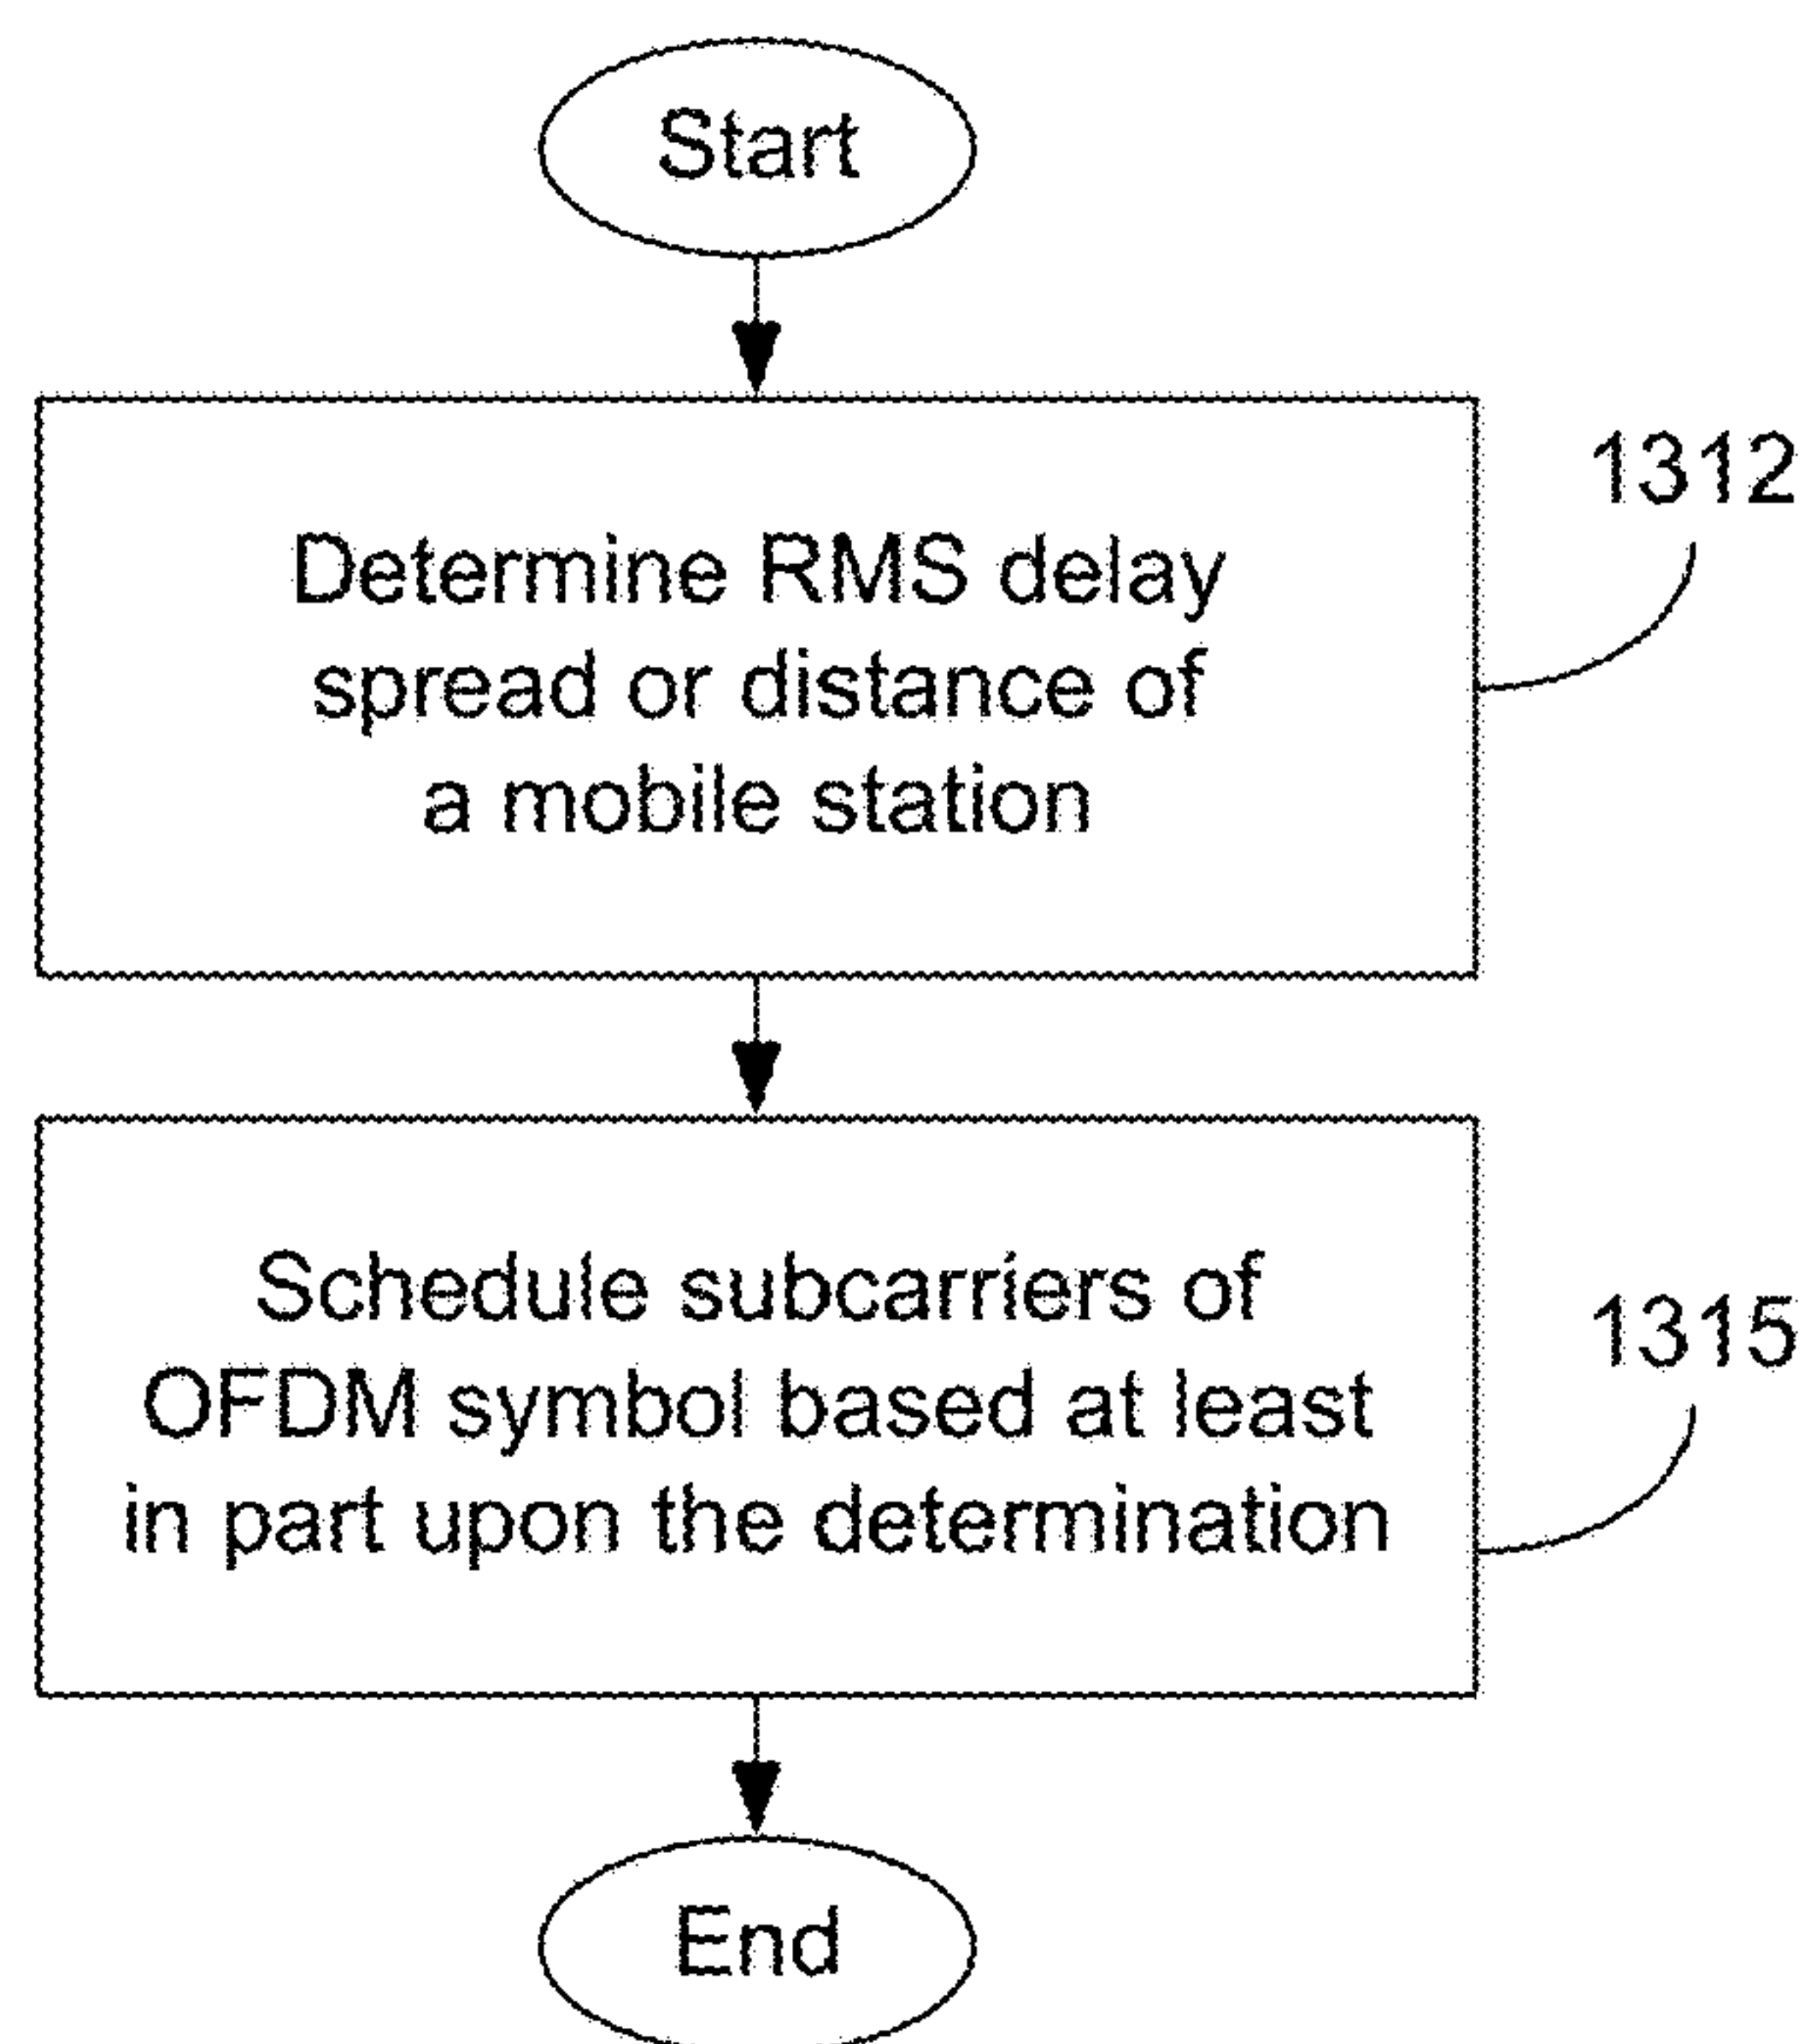 Start
1312
Determine RMS delay
spread or distance of
a mobile station
Schedule subcarriers of
1315
OFDM symbol based at least
in part upon the determination
End